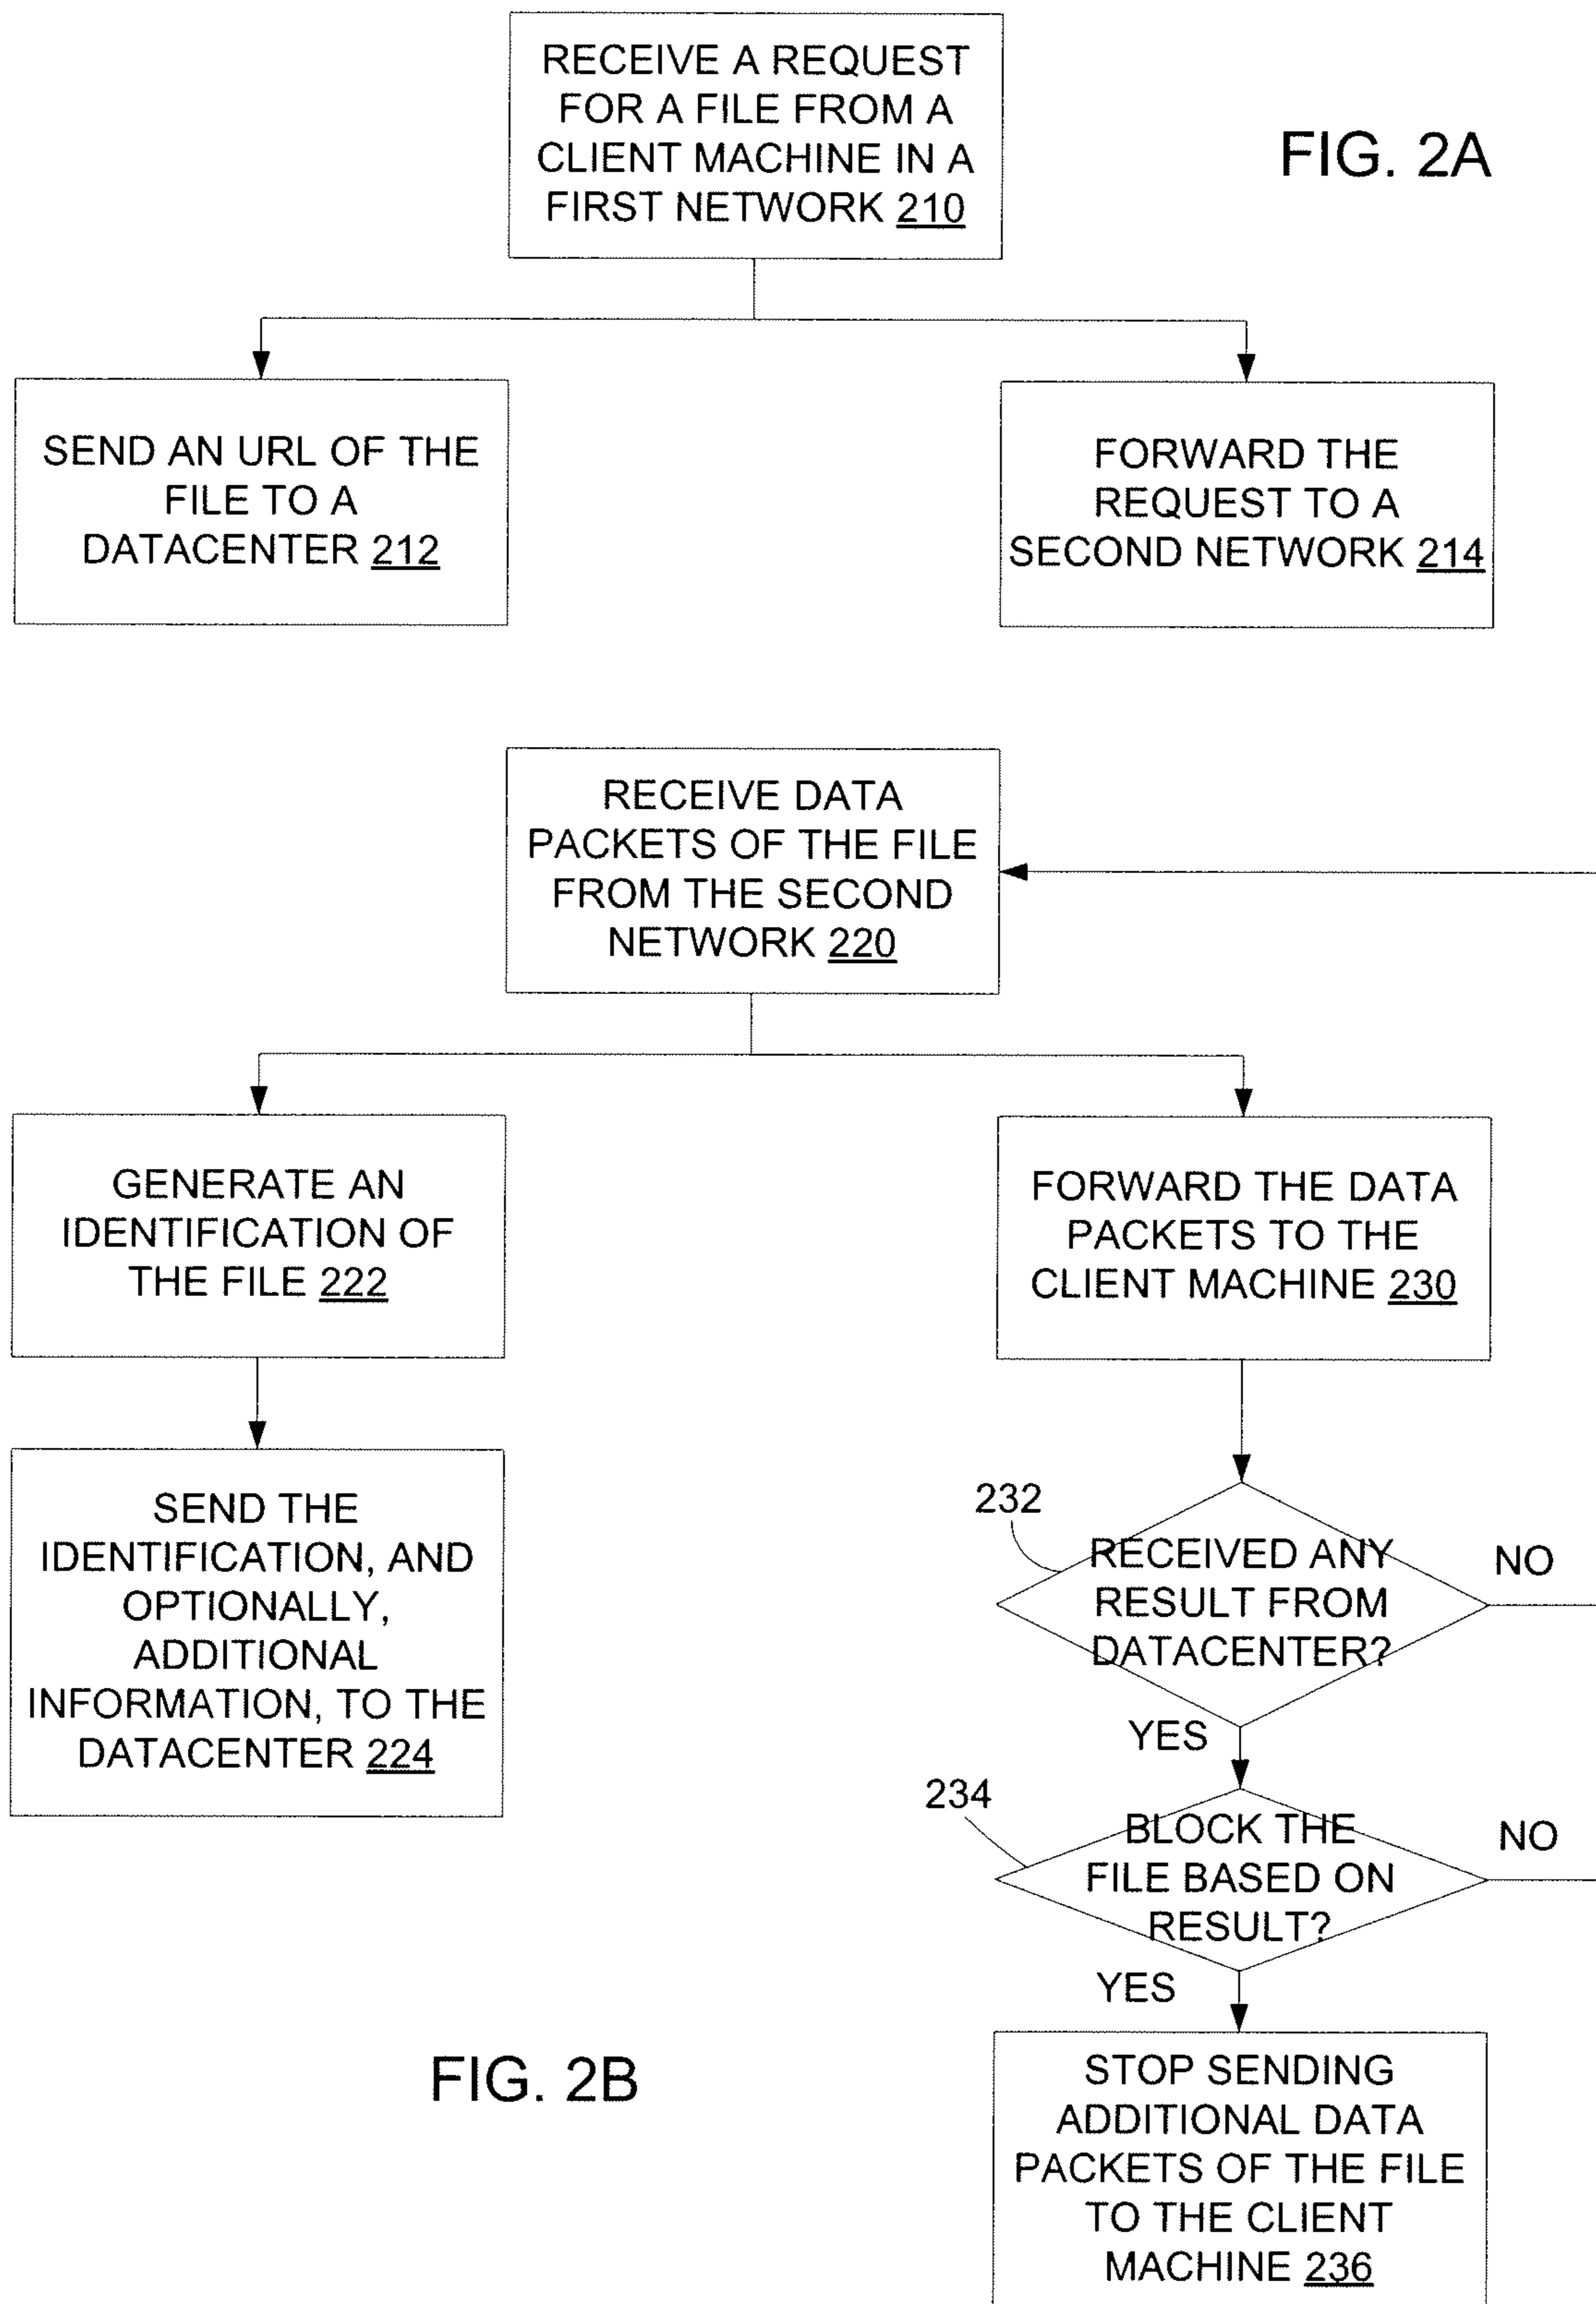 RECEIVE A REQUEST
FOR A FILE FROM A
CLIENT MACHINE IN A
FIRST NETWORK 210
FIG. 2A
SEND AN URL OF THE
FILE TO A
DATACENTER 212
FORWARD THE
REQUEST TO A
SECOND NETWORK 214
RECEIVE DATA
PACKETS OF THE FILE
FROM THE SECOND
NETWORK 220
GENERATE AN
IDENTIFICATION OF
THE FILE 222
FORWARD THE DATA
PACKETS TO THE
CLIENT MACHINE 230
SEND THE
IDENTIFICATION, AND
OPTIONALLY,
ADDITIONAL
INFORMATION, TO THE
DATACENTER 224
232
RECEIVED ANY
RESULT FROM
DATACENTER?
NO
YES
234
BLOCK THE
FILE BASED ON
RESULT?
NO
YES
FIG. 2B
STOP SENDING
ADDITIONAL DATA
PACKETS OF THE FILE
TO THE CLIENT
MACHINE 236